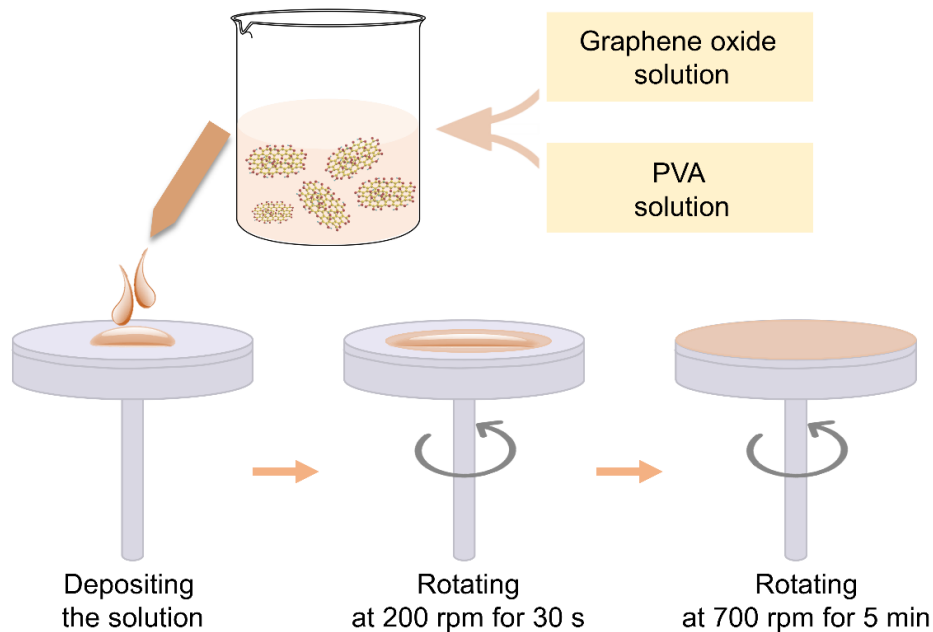 Graphene oxide
solution
PVA
solution
Depositing
the solution
Rotating
at 200 rpm for 30 s
Rotating
at 700 rpm for 5 min